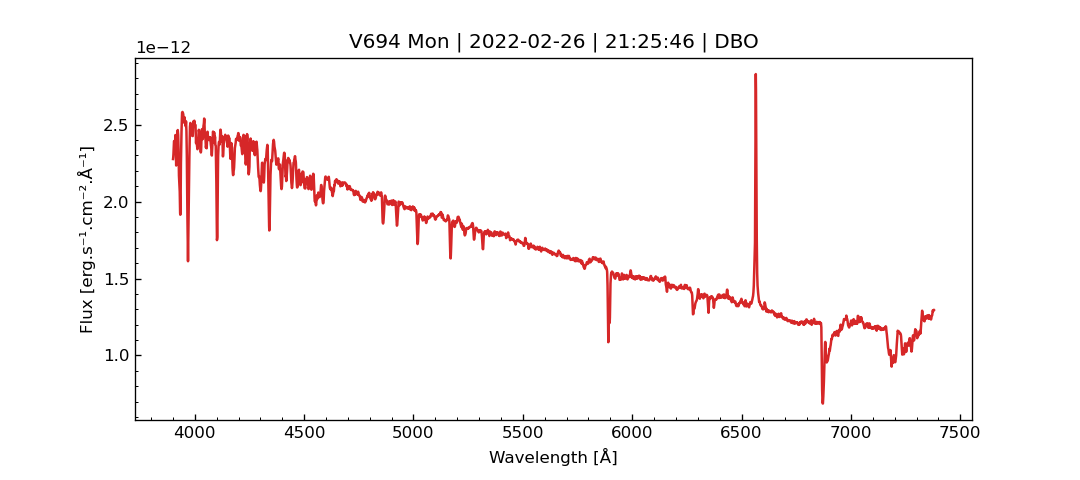 V694 Mon | 2022-02-26 | 21:25:46 | DBO
1e−12
2.5
2.0
1.5
1.0
Flux [erg.s⁻¹.cm⁻².Å⁻¹]
4000 4500 5000 5500 6000 6500 7000 7500
Wavelength [Å]